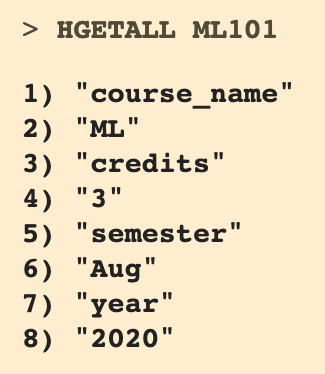 > HGETALL ML101
1) "course_name"
2) "ML"
3) "credits"
4) "3"
5) "semester"
6) "Aug"
7) "year"
8) "2020"